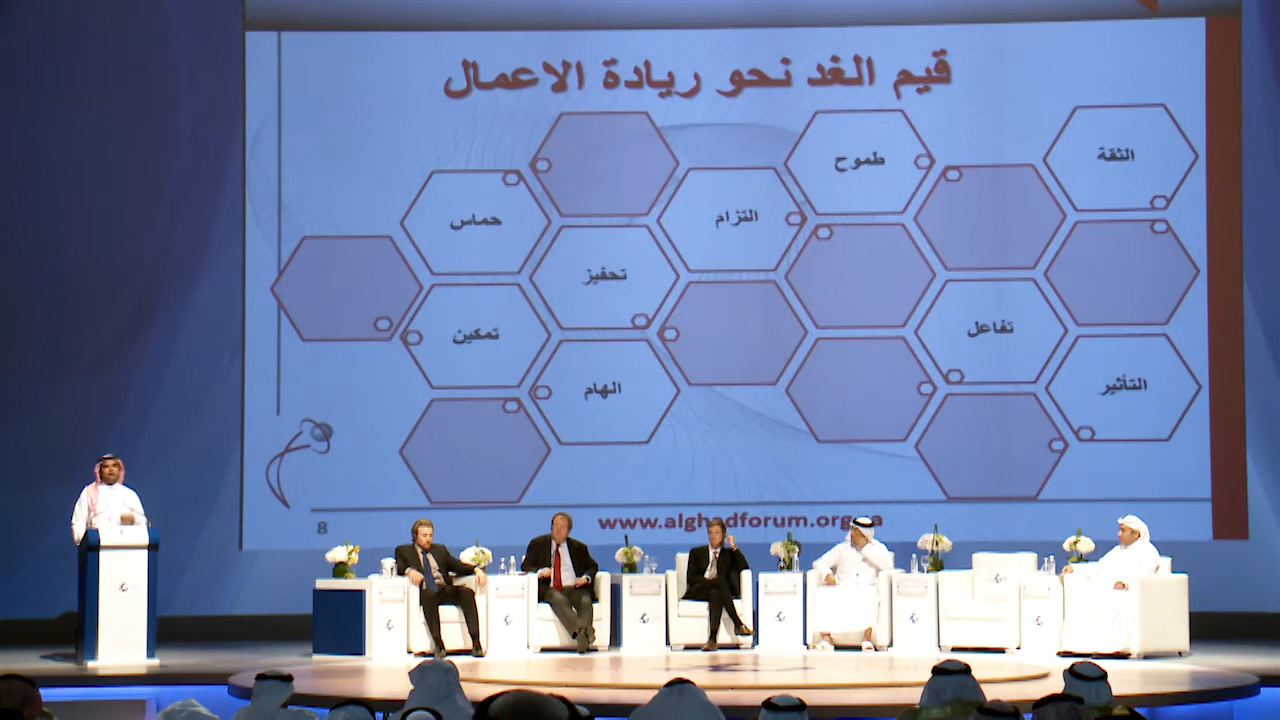 قيم الغد نحو ريادة الاعمال
الثقة
طموح
التزام
حماس
تحفيز
تفاعل
تمكين
التأثير
الهام
www.alghadforum.org.sa
8